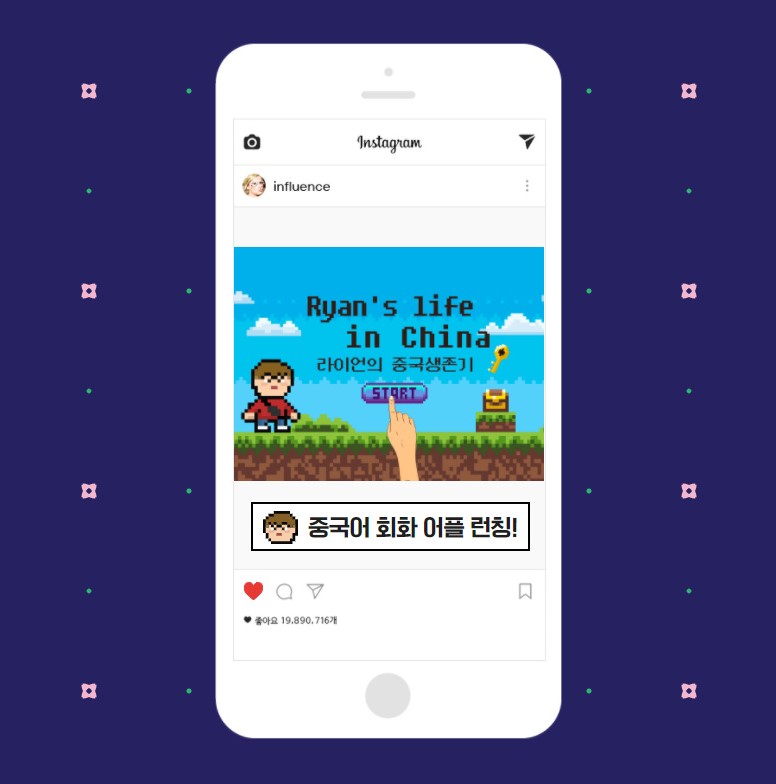 Instagram
influence
Ryan's life
in China
라이언의 중국생존기
START
중국어 회화 어플 런칭!
좋아요 19,890,716개